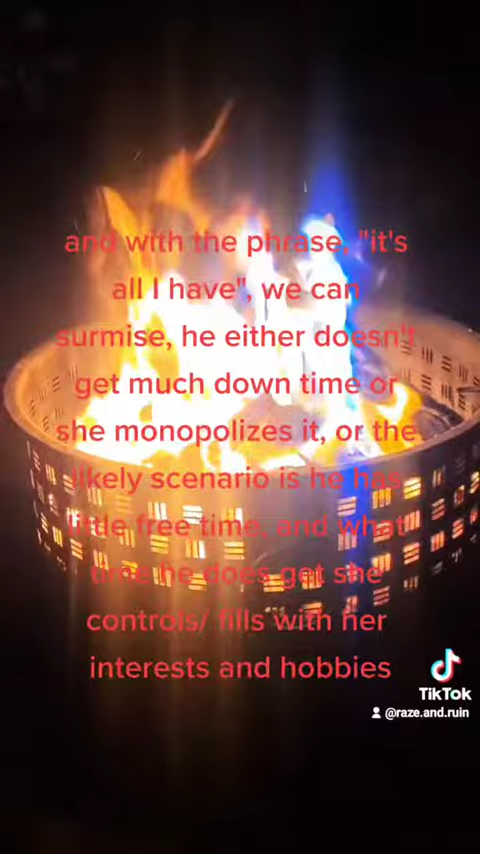 and with the phrase, "it's
all I have", we can
surmise, he either doesn't
get much down time or
she monopolizes it, or the
likely scenario is he has
little free time, and what
time he does get she
controls/ fills with her
interests and hobbies
TikTok
@raze.and.ruin